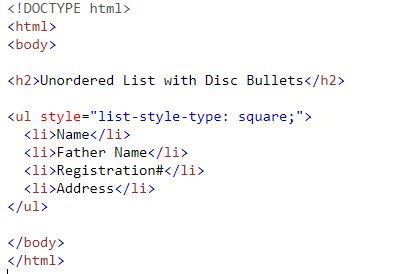 <!DOCTYPE html>
<html>
<body>
<h2>Unordered List with Disc Bullets</h2>
<ul style="list-style-type: square;">
<li>Name</li>
<li>Father Name</li>
<li>Registration#</li>
<li>Address</li>
</ul>
</body>
</html>